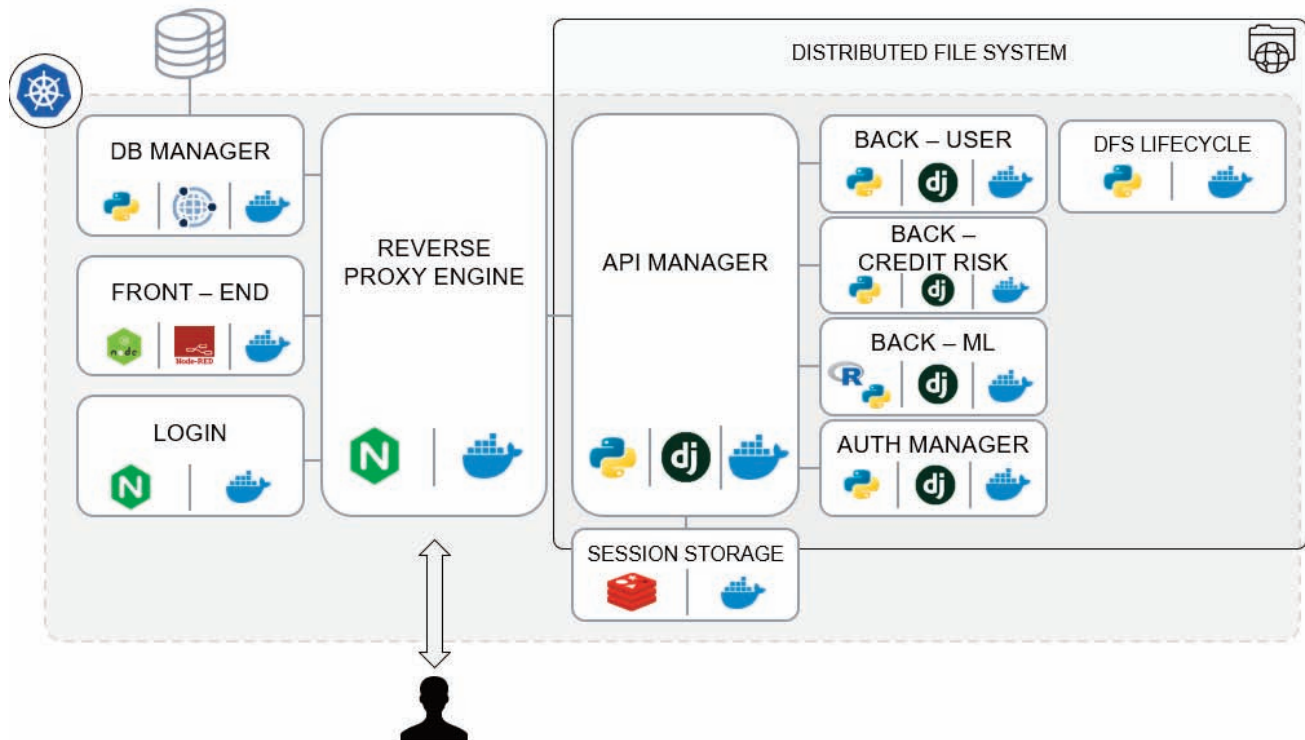 DISTRIBUTED FILE SYSTEM
DB MANAGER
FRONT – END
node
Node-RED
LOGIN
N
REVERSE
PROXY ENGINE
N
API MANAGER
dj
SESSION STORAGE
BACK – USER
dj
BACK –
CREDIT RISK
dj
BACK – ML
R
dj
AUTH MANAGER
dj
DFS LIFECYCLE